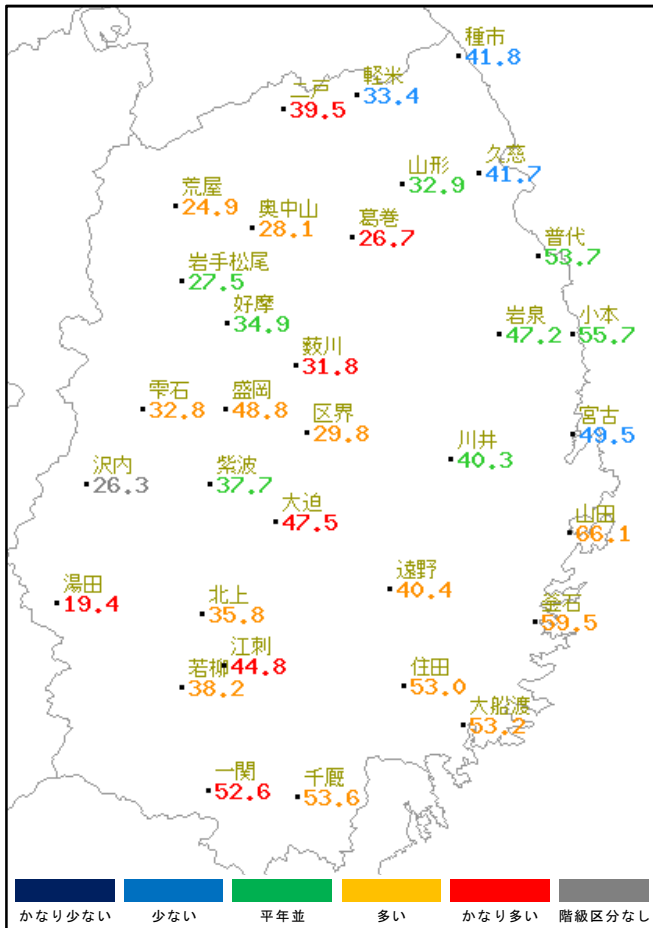 種市
41.8
軽米
33.4
二戸
39.5
久慈
41.7
山形
32.9
荒屋
24.9
奥中山
28.1
葛巻
26.7
普代
53.7
岩手松尾
27.5
好摩
34.9
岩泉
47.2
小本
55.7
薮川
31.8
雫石
32.8
盛岡
48.8
区界
29.8
宮古
49.5
川井
40.3
沢内
26.3
紫波
37.7
大迫
47.5
山田
66.1
遠野
40.4
湯田
19.4
北上
35.8
釜石
59.5
江刺
44.8
若柳
38.2
住田
53.0
大船渡
53.2
一関
52.6
千厩
53.6
かなり少ない 少ない 平年並 多い かなり多い 階級区分なし